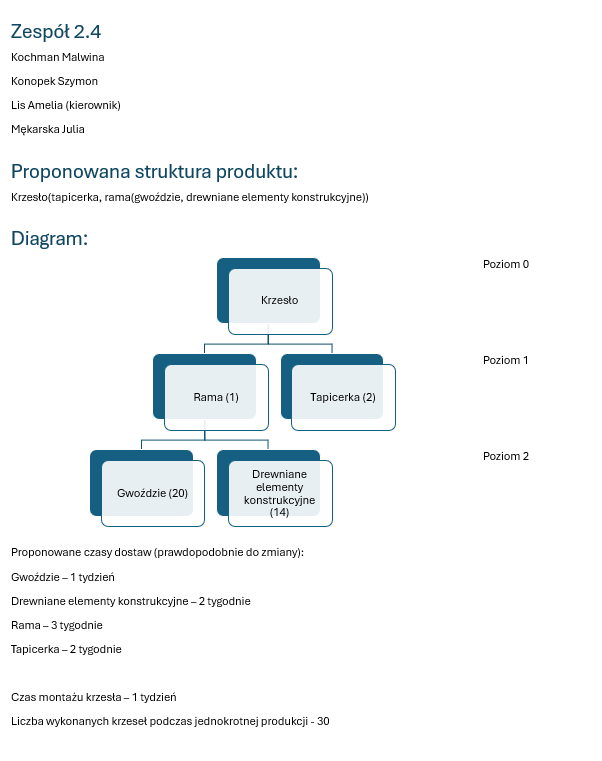 Zespół 2.4
Kochman Malwina
Konopek Szymon
Lis Amelia (kierownik)
Mękarska Julia
Proponowana struktura produktu:
Krzesło(tapicerka, rama(gwoździe, drewniane elementy konstrukcyjne))
Diagram:
Poziom 0
Krzesło
Poziom 1
Rama (1)
Tapicerka (2)
Poziom 2
Gwoździe (20)
Drewniane
elementy
konstrukcyjne
(14)
Proponowane czasy dostaw (prawdopodobnie do zmiany):
Gwoździe – 1 tydzień
Drewniane elementy konstrukcyjne – 2 tygodnie
Rama – 3 tygodnie
Tapicerka – 2 tygodnie
Czas montażu krzesła – 1 tydzień
Liczba wykonanych krzeseł podczas jednokrotnej produkcji - 30